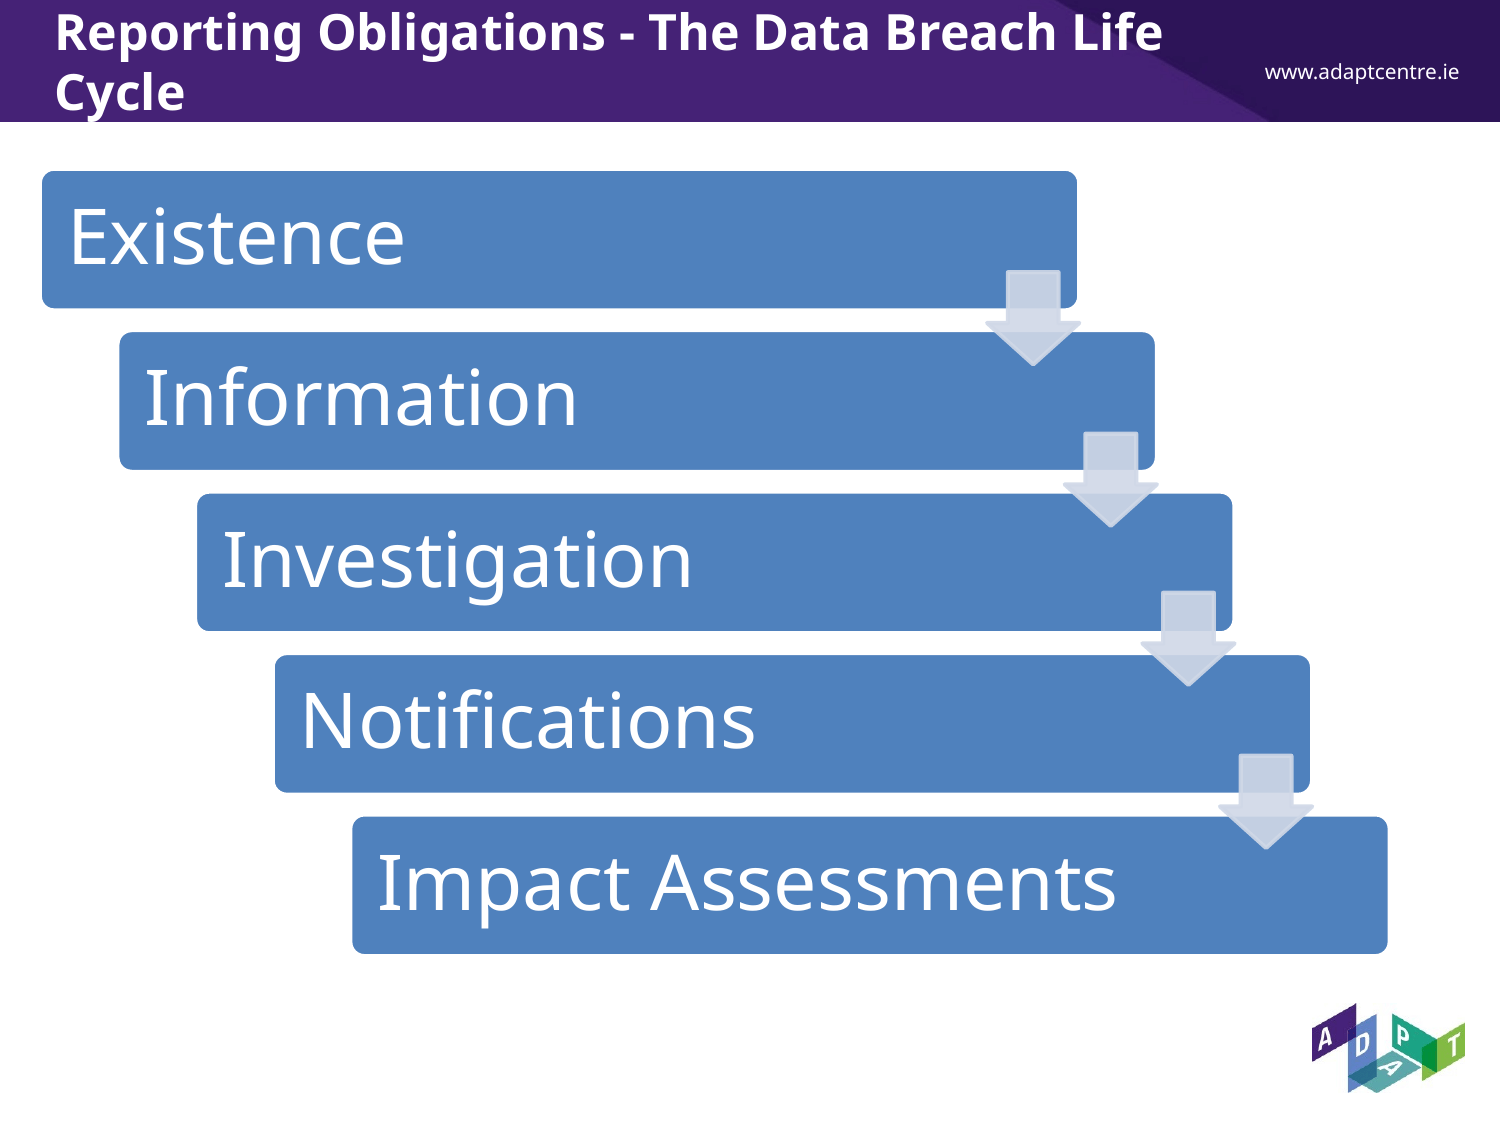 Reporting Obligations - The Data Breach Life
Cycle
www.adaptcentre.ie
Existence
Information
Investigation
Notifications
Impact Assessments
ADAPT